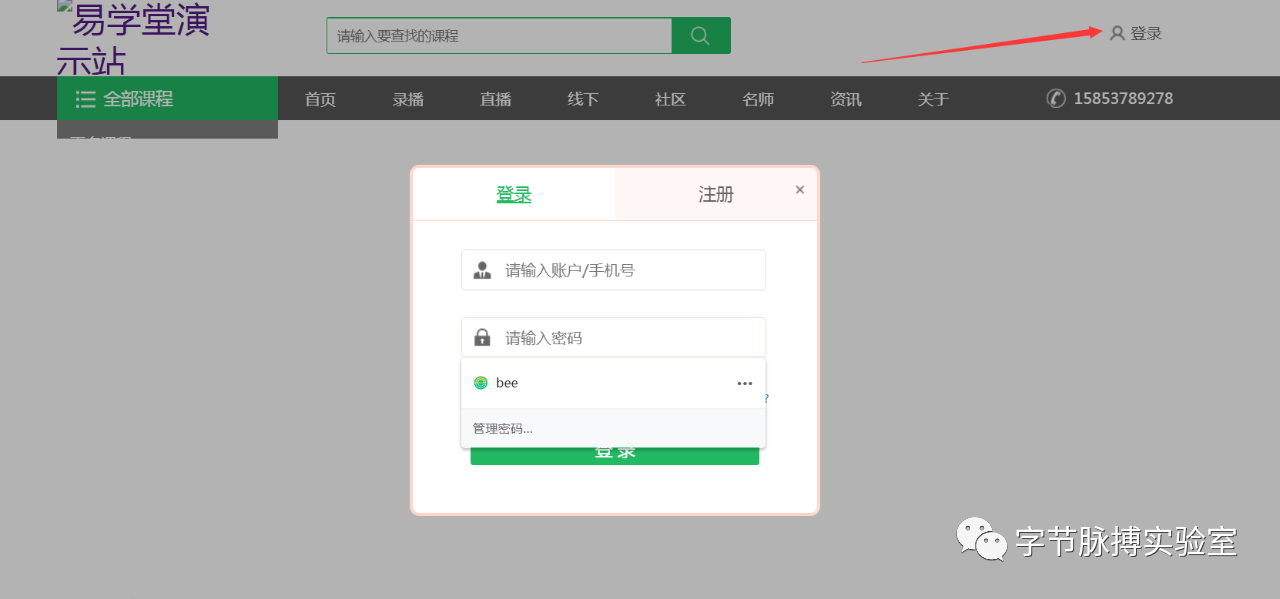 易学堂演
示站
请输入要查找的课程
登录
全部课程
首页
录播
直播
线下
社区
名师
资讯
关于
15853789278
登录
注册
×
请输入账户/手机号
请输入密码
bee
?
管理密码...
登 录
字节脉搏实验室